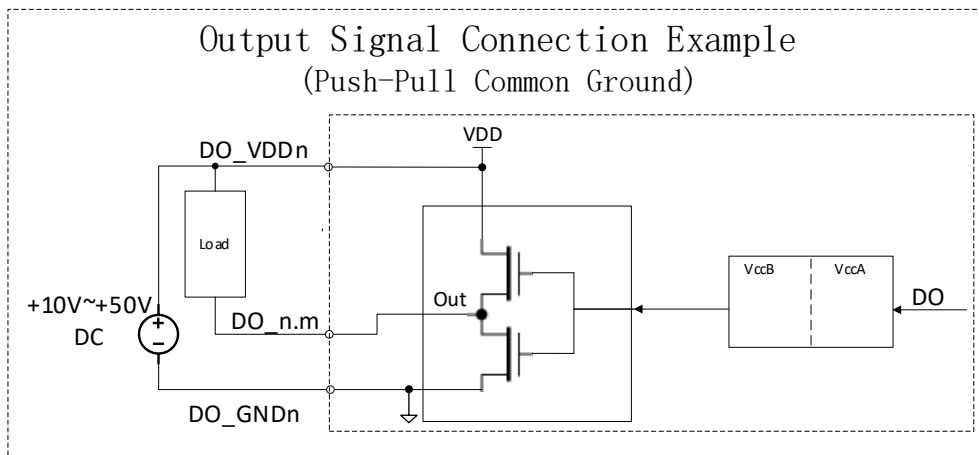 Output Signal Connection Example
(Push-Pull Common Ground)
VDD
DO_VDDn
Load
VccB
VccA
Out
DO
+10V~+50V
DC
DO_n.m
DO_GNDn